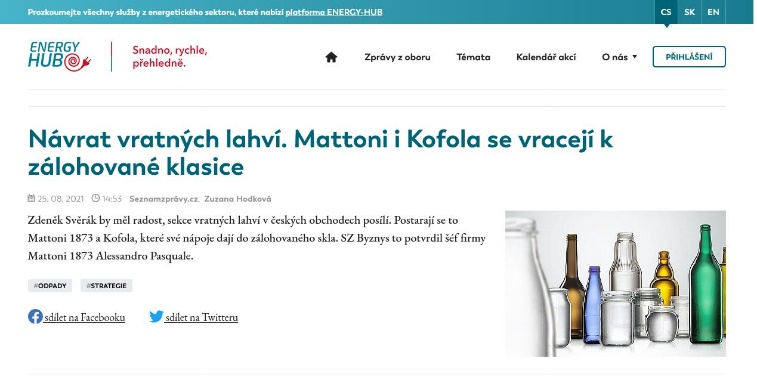 Prozkoumejte všechny služby z energetického sektoru, které nabízí platforma ENERGY-HUB
CS SK EN
ENERGY HUB
Snadno, rychle, přehledně.
Zprávy z oboru Témata Kalendář akcí O nás PŘIHLÁŠENÍ
Návrat vratných lahví. Mattoni i Kofola se vracejí k
zálohované klasice
25. 08. 2021 14:53 Seznamzprávy.cz, Zuzana Hodková
Zdeněk Svěrák by měl radost, sekce vratných lahví v českých obchodech posílí. Postarají se to
Mattoni 1873 a Kofola, které své nápoje dají do zálohovaného skla. SZ Byznys to potvrdil šéf firmy
Mattoni 1873 Alessandro Pasquale.
#ODPADY #STRATEGIE
sdílet na Facebooku sdílet na Twitteru